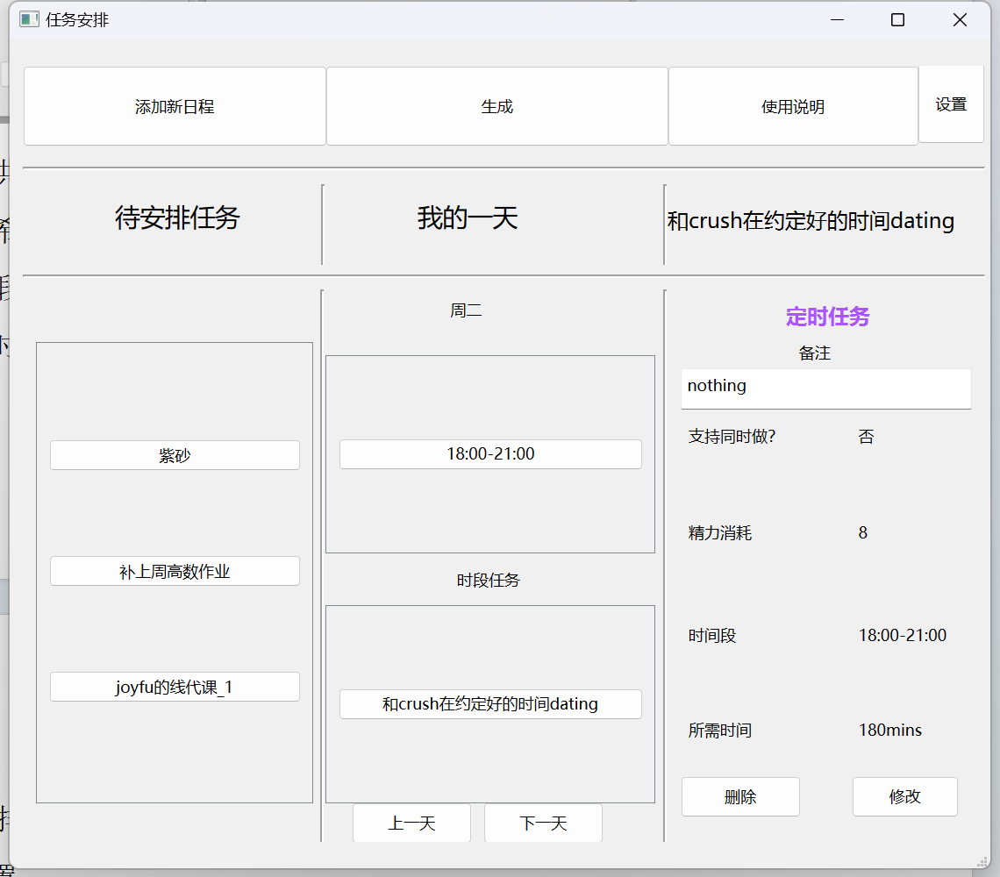 任务安排
添加新日程
生成
使用说明
设置
待安排任务
我的一天
和crush在约定好的时间dating
紫砂
补上周高数作业
joyfu的线代课_1
周二
18:00-21:00
时段任务
和crush在约定好的时间dating
上一天 下一天
定时任务
备注
nothing
支持同时做? 否
精力消耗 8
时间段 18:00-21:00
所需时间 180mins
删除 修改